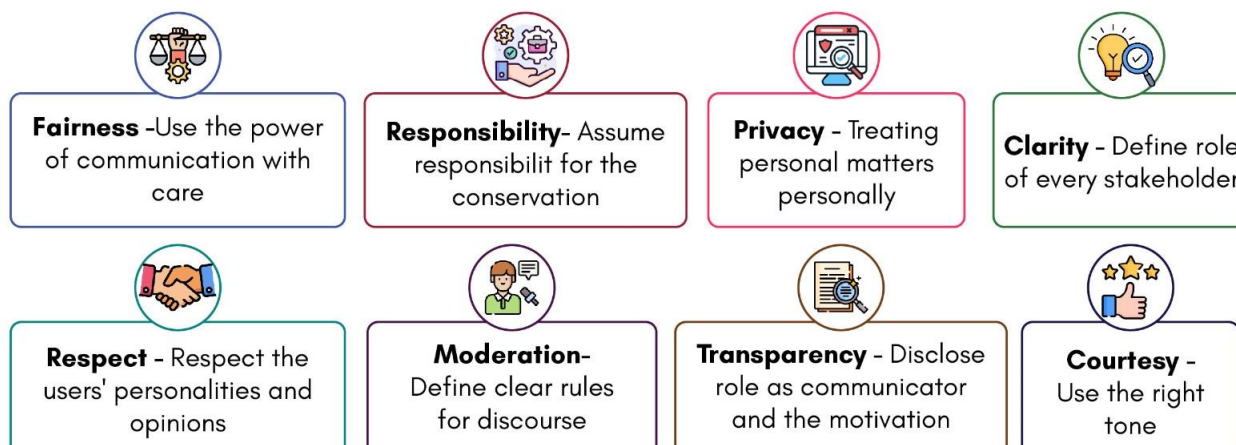 Fairness -Use the power
of communication with
care
Responsibility- Assume
responsibilit for the
conservation
Privacy - Treating
personal matters
personally
Clarity - Define role
of every stakeholder
Respect - Respect the
users' personalities and
opinions
Moderation-
Define clear rules
for discourse
Transparency - Disclose
role as communicator
and the motivation
Courtesy -
Use the right
tone